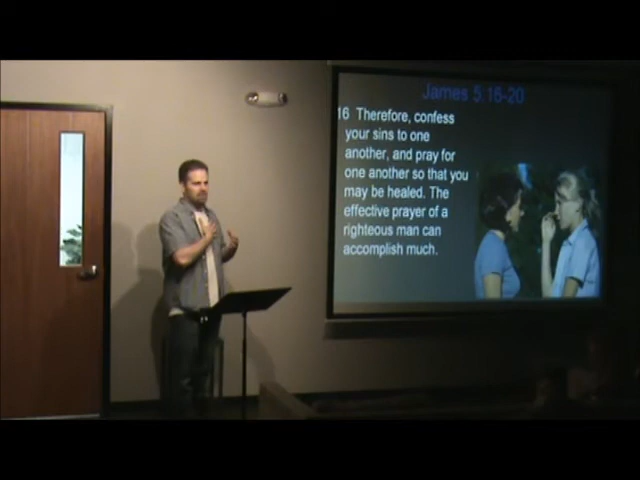 James 5:16-20
16 Therefore, confess
your sins to one
another, and pray for
one another so that you
may be healed. The
effective prayer of a
righteous man can
accomplish much.